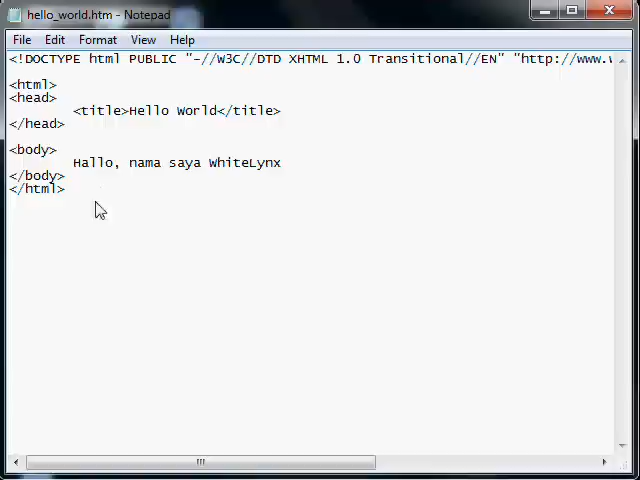 hello_world.htm - Notepad
File Edit Format View Help
<!DOCTYPE html PUBLIC "-//W3C//DTD XHTML 1.0 Transitional//EN" "http://www.
<html>
<head>
<title>Hello World</title>
</head>
<body>
Hallo, nama saya WhiteLynx
</body>
</html>